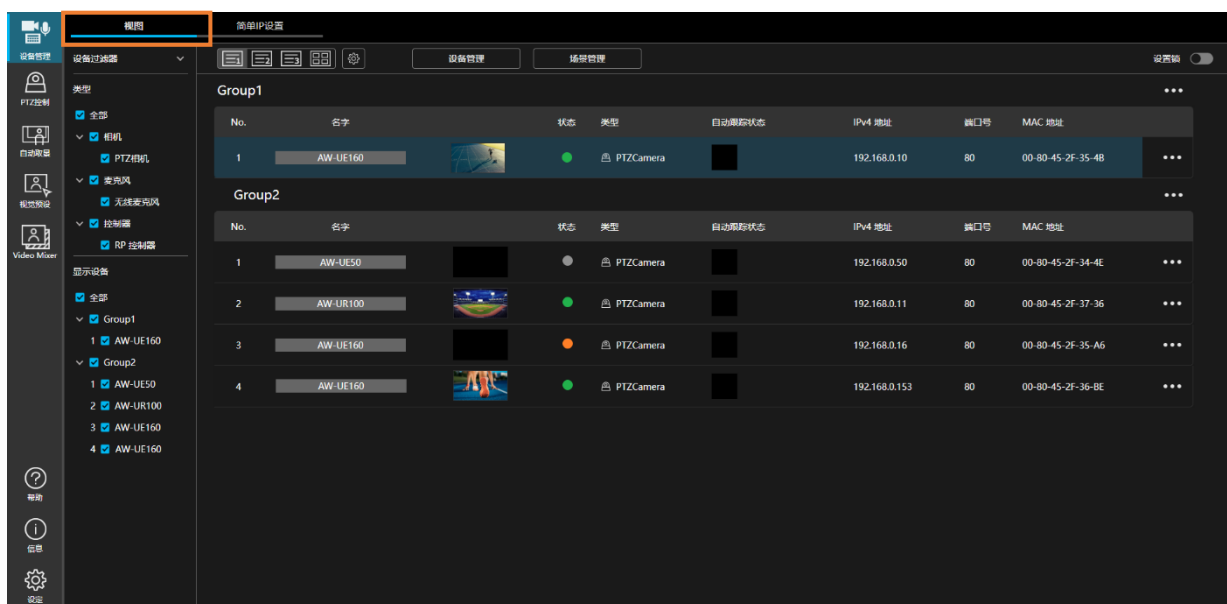 视图 简单IP设置
设备管理
PTZ控制
自动取景
视觉预设
Video Mixer
帮助
信息
设定
设备过滤器
类型
全部
相机
PTZ相机
麦克风
无线麦克风
控制器
RP 控制器
显示设备
全部
Group1
1 AW-UE160
Group2
1 AW-UE50
2 AW-UR100
3 AW-UE160
4 AW-UE160
1 2 3 设备管理 场景管理 设置锁
Group1
No. 名字 状态 类型 自动跟踪状态 IPv4 地址 端口号 MAC 地址
1 AW-UE160 PTZCamera 192.168.0.10 80 00-80-45-2F-35-4B
Group2
No. 名字 状态 类型 自动跟踪状态 IPv4 地址 端口号 MAC 地址
1 AW-UE50 PTZCamera 192.168.0.50 80 00-80-45-2F-34-4E
2 AW-UR100 PTZCamera 192.168.0.11 80 00-80-45-2F-37-36
3 AW-UE160 PTZCamera 192.168.0.16 80 00-80-45-2F-35-A6
4 AW-UE160 PTZCamera 192.168.0.153 80 00-80-45-2F-36-BE